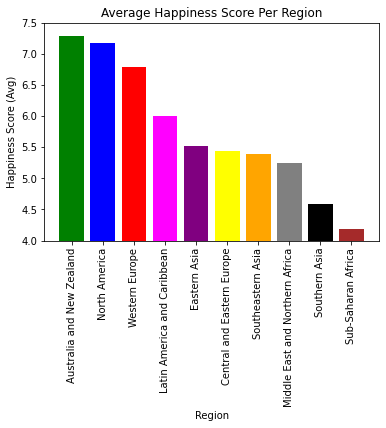 Average Happiness Score Per Region
Happiness Score (Avg)
7.5
7.0
6.5
6.0
5.5
5.0
4.5
4.0
Australia and New Zealand
North America
Western Europe
Latin America and Caribbean
Eastern Asia
Central and Eastern Europe
Southeastern Asia
Middle East and Northern Africa
Southern Asia
Sub-Saharan Africa
Region